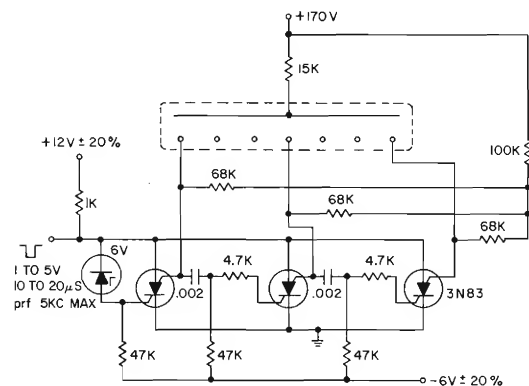 +170V
15K
100K
+12V ± 20%
68K
68K
68K
1K
6V
1 TO 5V
10 TO 20μS
prf 5KC MAX
4.7K
4.7K
.002
.002
3N83
47K
47K
47K
-6V ± 20%